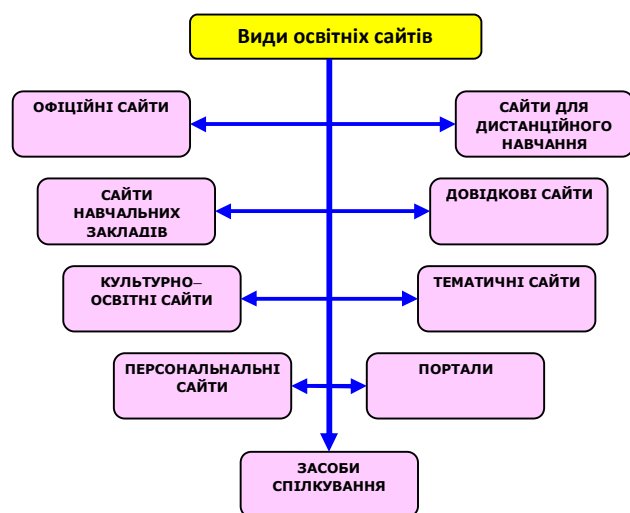 Види освітніх сайтів
ОФІЦІЙНІ САЙТИ
САЙТИ ДЛЯ
ДИСТАНЦІЙНОГО
НАВЧАННЯ
САЙТИ
НАВЧАЛЬНИХ
ЗАКЛАДІВ
ДОВІДКОВІ САЙТИ
КУЛЬТУРНО–
ОСВІТНІ САЙТИ
ТЕМАТИЧНІ САЙТИ
ПЕРСОНАЛЬНАЛЬНІ
САЙТИ
ПОРТАЛИ
ЗАСОБИ
СПІЛКУВАННЯ